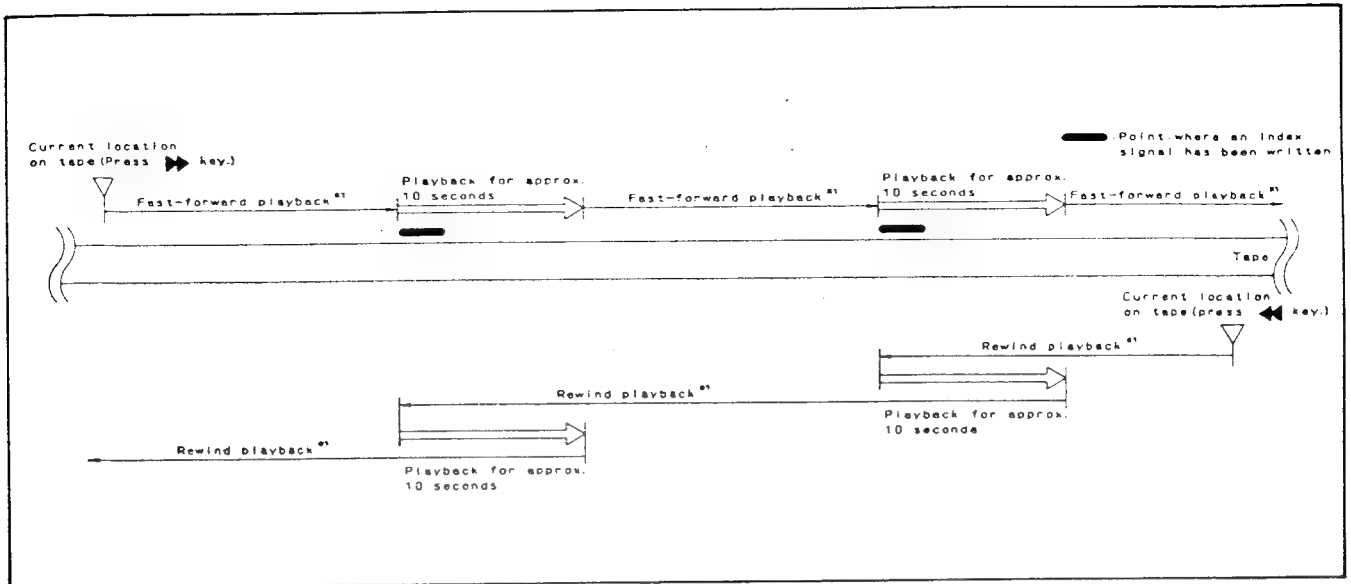 Current location
on tape (Press ▶▶ key.)
Point where an index
signal has been written
Fast-forward playback*1
Playback for approx.
10 seconds
Fast-forward playback*1
Playback for approx.
10 seconds
Fast-forward playback*1
Tape
Current location
on tape (press ◀◀ key.)
Rewind playback*1
Rewind playback*1
Playback for approx.
10 seconds
Rewind playback*1
Playback for approx.
10 seconds